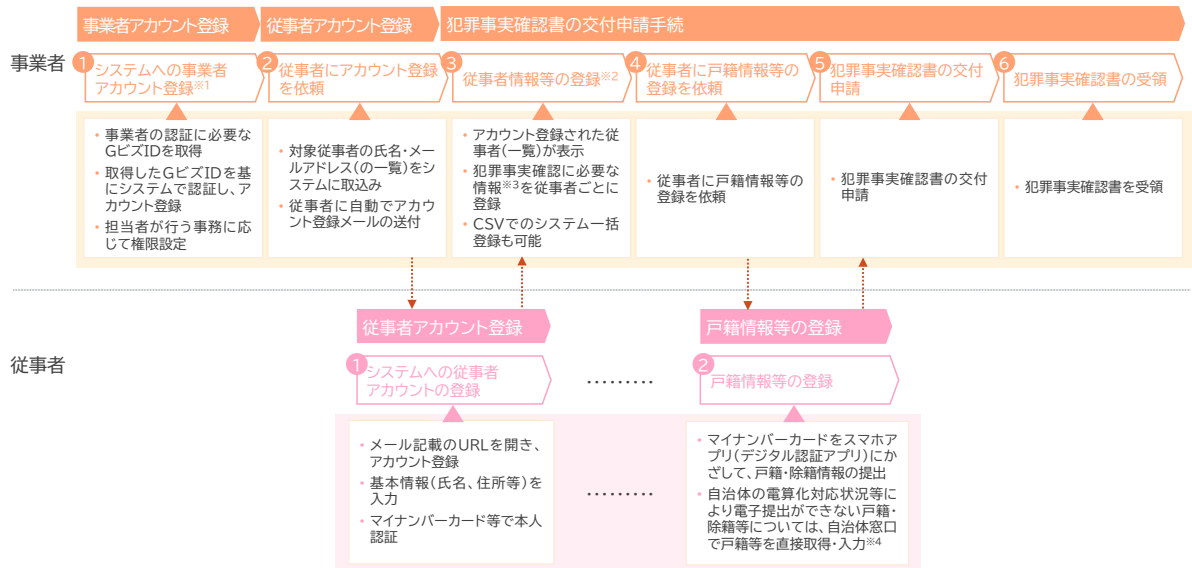 事業者アカウント登録
従事者アカウント登録
犯罪事実確認書の交付申請手続
事業者
1 システムへの事業者
アカウント登録※1
2 従事者にアカウント登録
を依頼
3 従事者情報等の登録※2
4 従事者に戸籍情報等の
登録を依頼
5 犯罪事実確認書の交付
申請
6 犯罪事実確認書の受領
• 事業者の認証に必要な
GビズIDを取得
• 取得したGビズIDを基
にシステムで認証し、ア
カウント登録
• 担当者が行う事務に応
じて権限設定
• 対象従事者の氏名・メー
ルアドレス(の一覧)をシ
ステムに取込み
• 従事者に自動でアカウ
ント登録メールの送付
• アカウント登録された従
事者(一覧)が表示
• 犯罪事実確認に必要な
情報※3を従事者ごとに
登録
• CSVでのシステム一括
登録も可能
• 従事者に戸籍情報等の
登録を依頼
• 犯罪事実確認書の交付
申請
• 犯罪事実確認書を受領
従事者
従事者アカウント登録
戸籍情報等の登録
1 システムへの従事者
アカウントの登録
………
2 戸籍情報等の登録
• メール記載のURLを開き、
アカウント登録
• 基本情報(氏名、住所等)を
入力
• マイナンバーカード等で本人
認証
………
• マイナンバーカードをスマホア
プリ(デジタル認証アプリ)にか
ざして、戸籍・除籍情報の提出
• 自治体の電算化対応状況等に
より電子提出ができない戸籍・
除籍等については、自治体窓口
で戸籍等を直接取得・入力※4